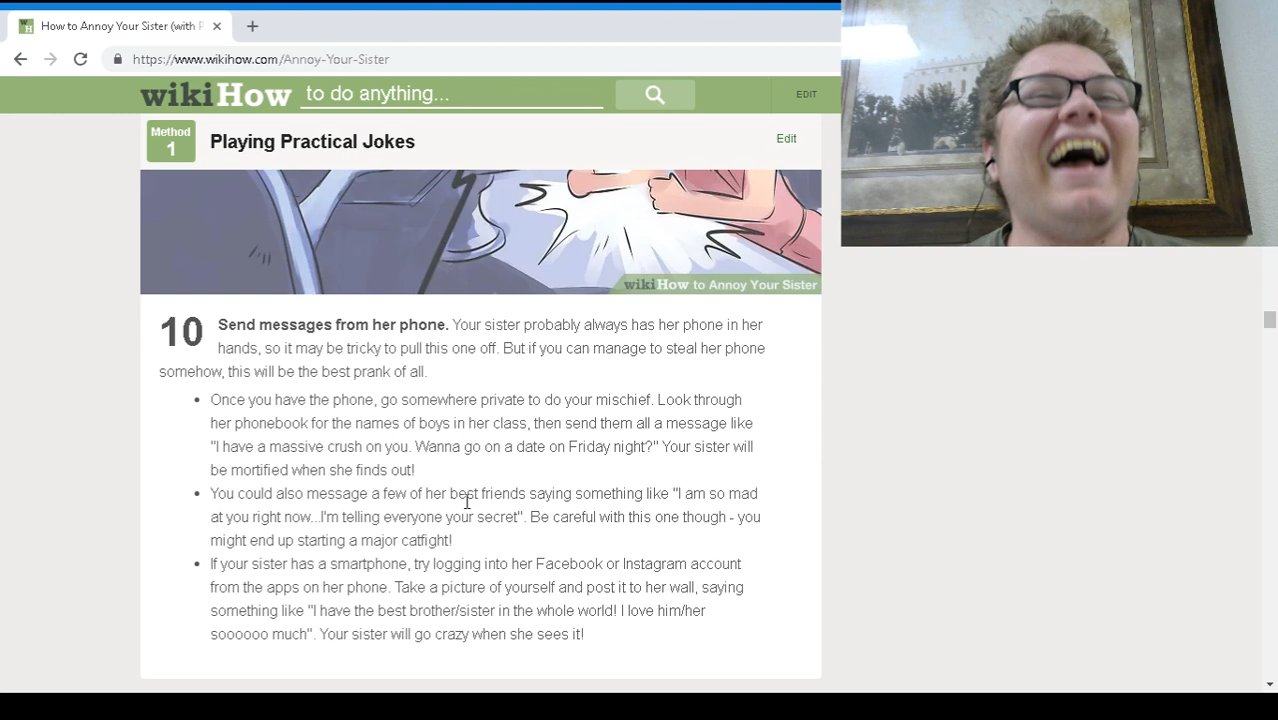 How to Annoy Your Sister (with P
https://www.wikihow.com/Annoy-Your-Sister
wikiHow to do anything... EDIT
Method
1
Playing Practical Jokes Edit
wikiHow to Annoy Your Sister
10 Send messages from her phone. Your sister probably always has her phone in her
hands, so it may be tricky to pull this one off. But if you can manage to steal her phone
somehow, this will be the best prank of all.
• Once you have the phone, go somewhere private to do your mischief. Look through
her phonebook for the names of boys in her class, then send them all a message like
"I have a massive crush on you. Wanna go on a date on Friday night?" Your sister will
be mortified when she finds out!
• You could also message a few of her best friends saying something like "I am so mad
at you right now...I'm telling everyone your secret". Be careful with this one though - you
might end up starting a major catfight!
• If your sister has a smartphone, try logging into her Facebook or Instagram account
from the apps on her phone. Take a picture of yourself and post it to her wall, saying
something like "I have the best brother/sister in the whole world! I love him/her
soooooo much". Your sister will go crazy when she sees it!